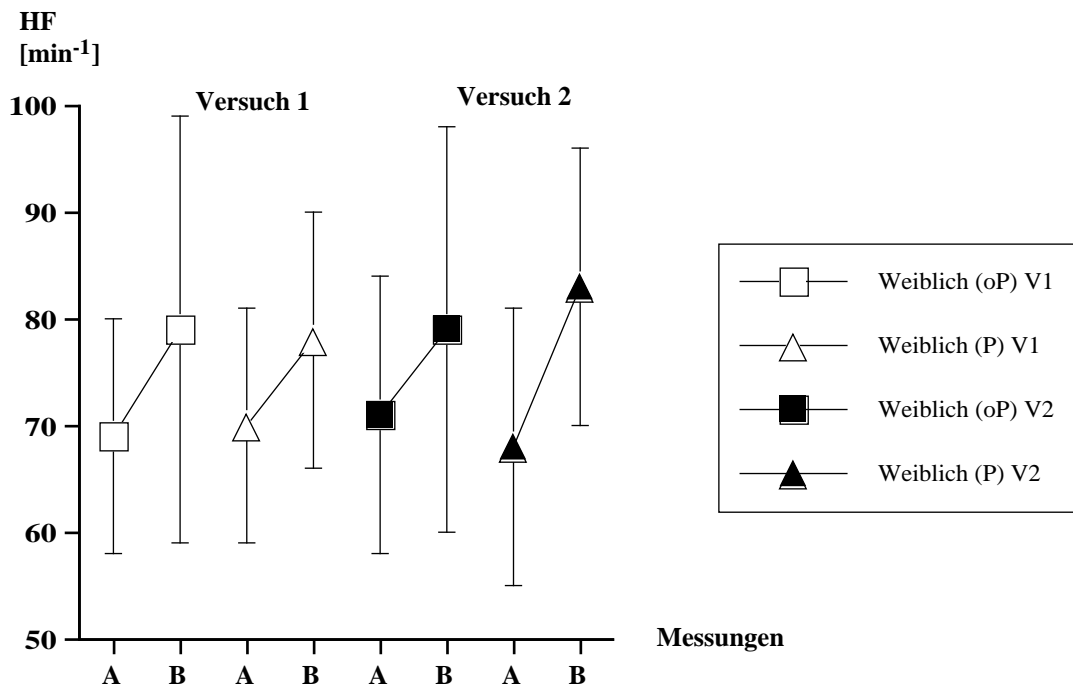 HF
[min-1]
Versuch 1
Versuch 2
100
90
80
70
60
50
A B A B A B A B
Messungen
Weiblich (oP) V1
Weiblich (P) V1
Weiblich (oP) V2
Weiblich (P) V2